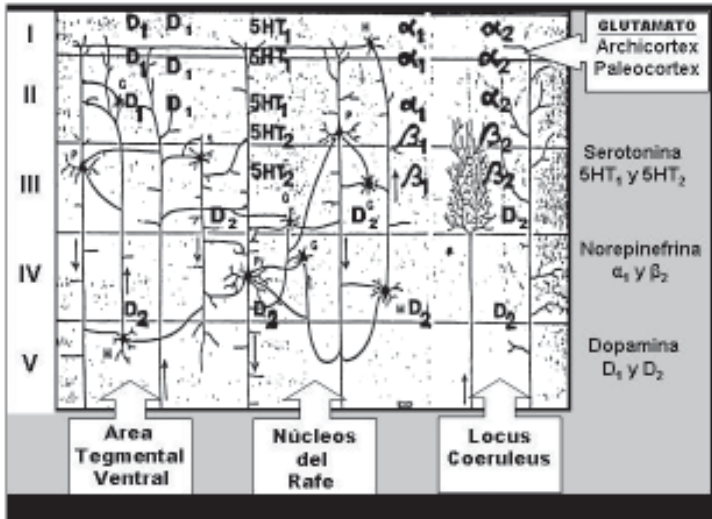 I
II
III
IV
V
D₁ D₁ 5HT₁ α₁ α₂
D₁ D₁ 5HT₁ α₁ α₂
D₁ D₁ 5HT₁ α₁ α₂
5HT₂ β₁ β₂
5HT₂ β₁ β₂
D₂ D₂ D₂
D₂ D₂ D₂ D₂
GLUTAMATO
Archicortex
Paleocortex
Serotonina
5HT₁ y 5HT₂
Norepinefrina
α₁ y β₂
Dopamina
D₁ y D₂
Area
Tegmental
Ventral
Núcleos
del
Rafe
Locus
Coeruleus